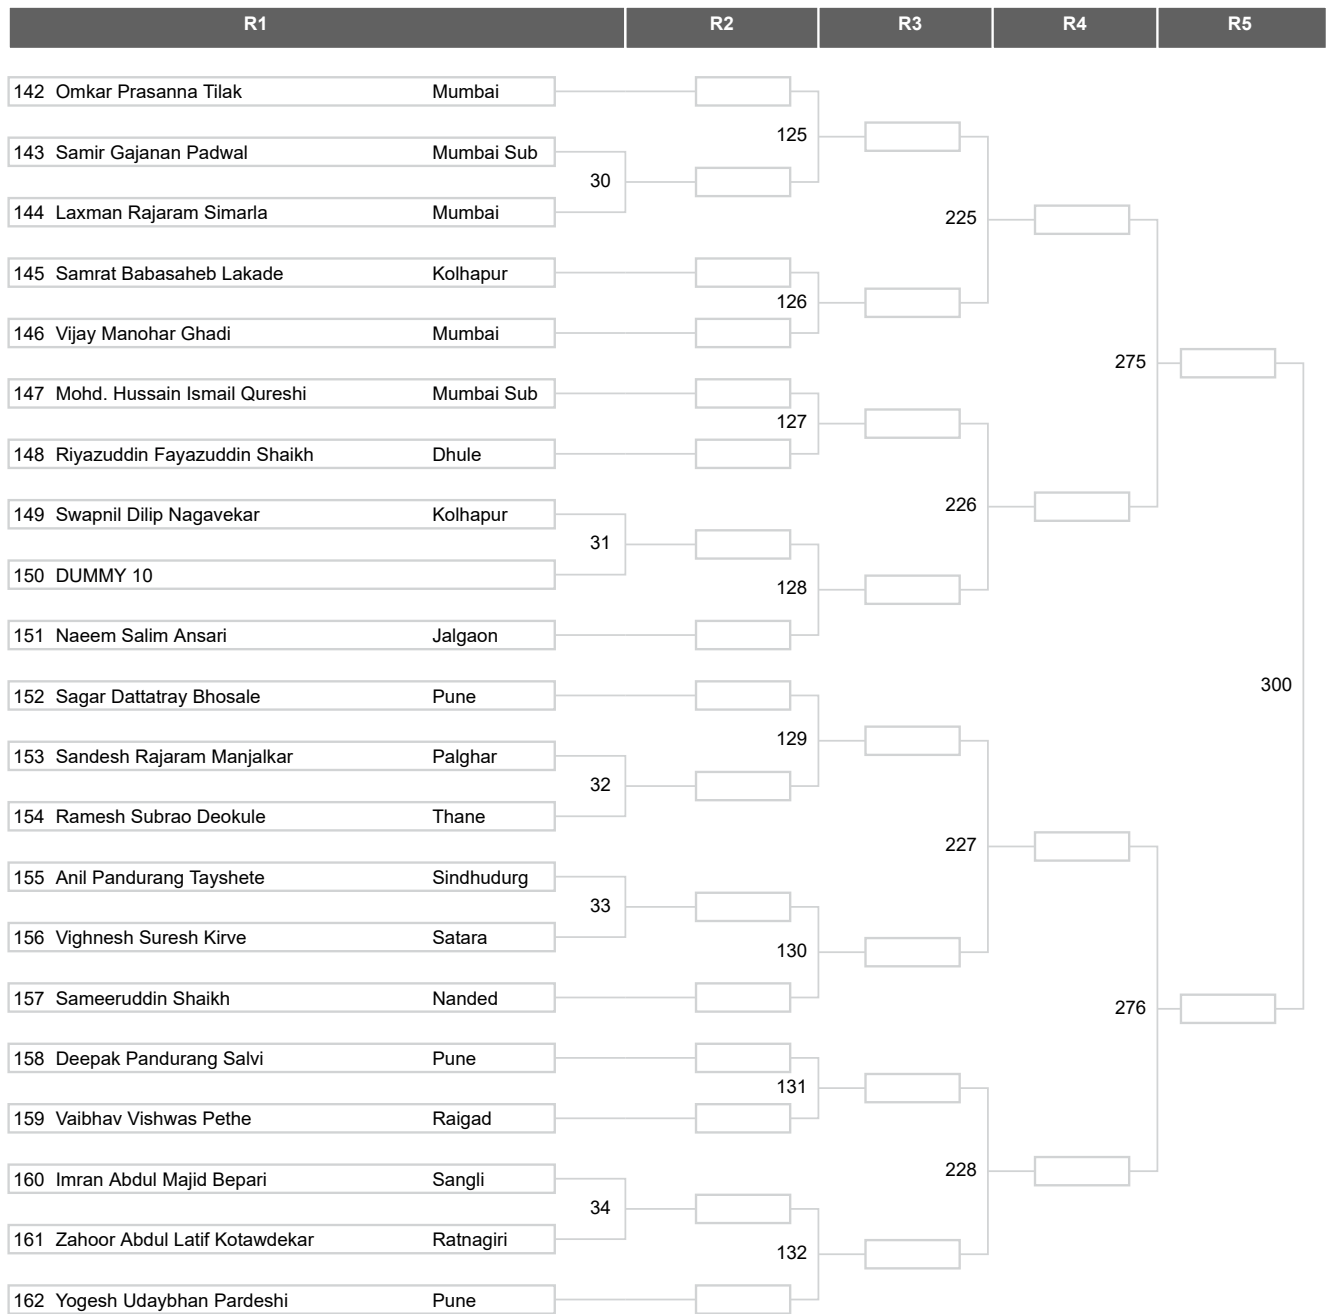 R1 R2 R3 R4 R5
142 Omkar Prasanna Tilak Mumbai
125
143 Samir Gajanan Padwal Mumbai Sub
30
144 Laxman Rajaram Simarla Mumbai
225
145 Samrat Babasaheb Lakade Kolhapur
126
146 Vijay Manohar Ghadi Mumbai
275
147 Mohd. Hussain Ismail Qureshi Mumbai Sub
127
148 Riyazuddin Fayazuddin Shaikh Dhule
226
149 Swapnil Dilip Nagavekar Kolhapur
31
150 DUMMY 10
128
151 Naeem Salim Ansari Jalgaon
300
152 Sagar Dattatray Bhosale Pune
129
153 Sandesh Rajaram Manjalkar Palghar
32
154 Ramesh Subrao Deokule Thane
227
155 Anil Pandurang Tayshete Sindhudurg
33
156 Vighnesh Suresh Kirve Satara
130
157 Sameeruddin Shaikh Nanded
276
158 Deepak Pandurang Salvi Pune
131
159 Vaibhav Vishwas Pethe Raigad
228
160 Imran Abdul Majid Bepari Sangli
34
161 Zahoor Abdul Latif Kotawdekar Ratnagiri
132
162 Yogesh Udaybhan Pardeshi Pune